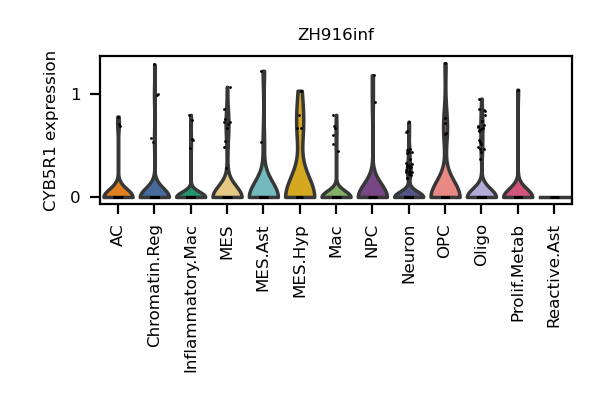 ZH916inf
CYB5R1 expression
1
0
AC
Chromatin.Reg
Inflammatory.Mac
MES
MES.Ast
MES.Hyp
Mac
NPC
Neuron
OPC
Oligo
Prolif.Metab
Reactive.Ast